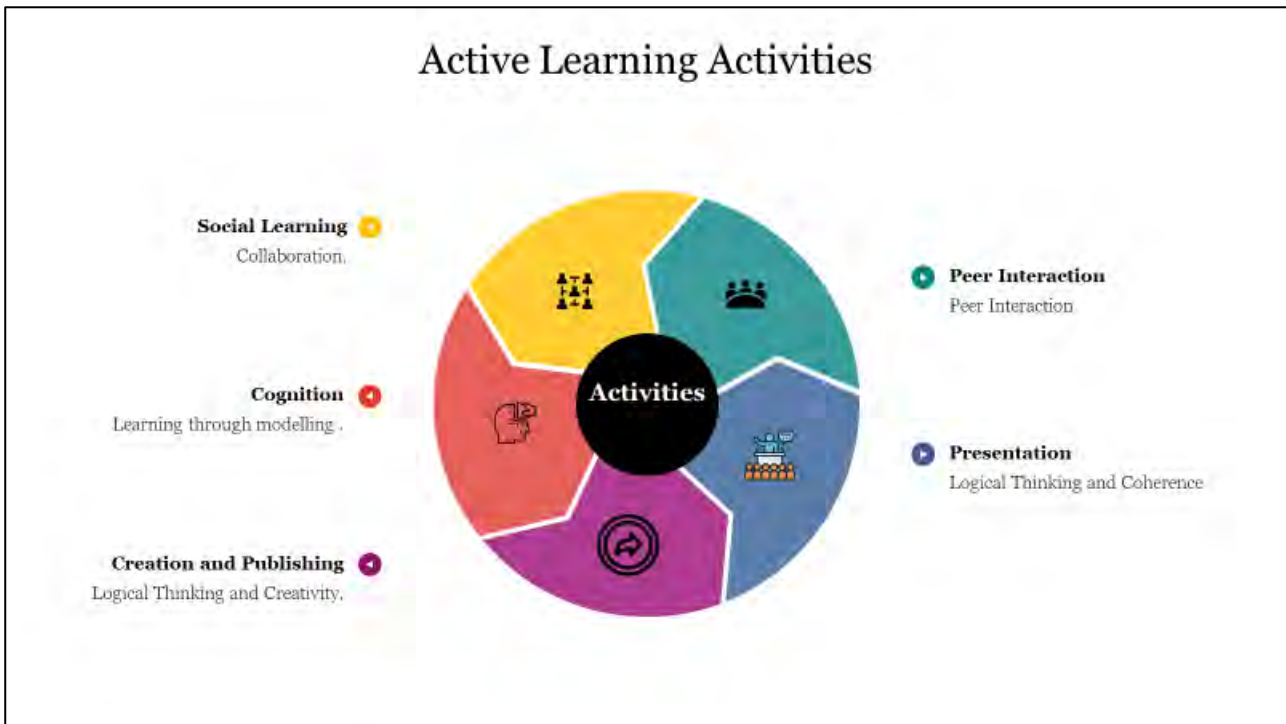 Active Learning Activities
Social Learning
Collaboration.
Cognition
Learning through modelling .
Creation and Publishing
Logical Thinking and Creativity.
Activities
Peer Interaction
Peer Interaction
Presentation
Logical Thinking and Coherence